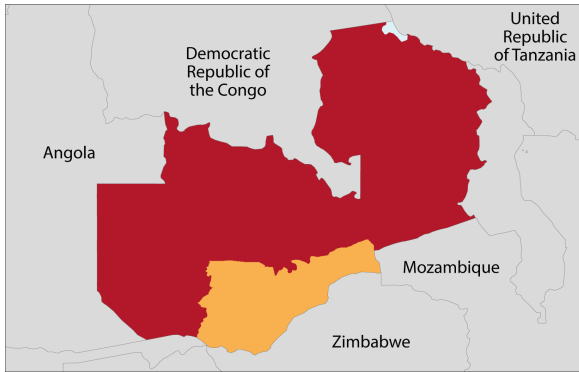 United
Republic
of Tanzania
Democratic
Republic of
the Congo
Angola
Mozambique
Zimbabwe